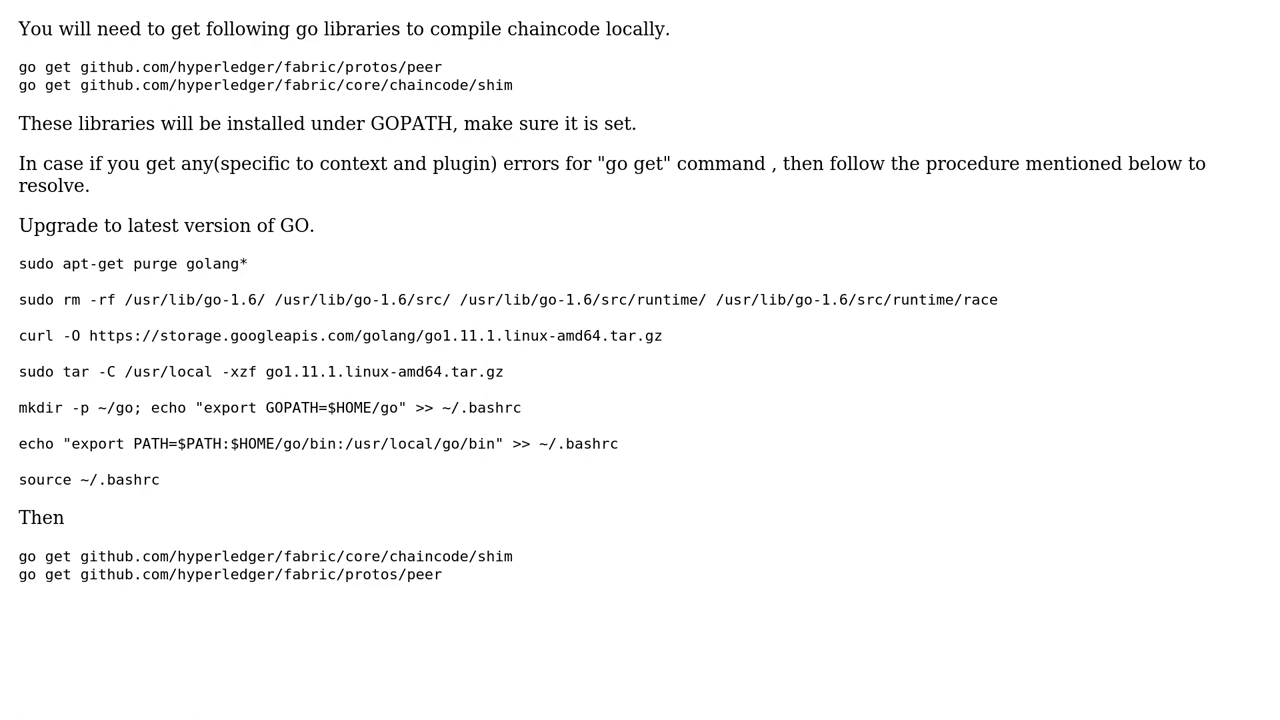 You will need to get following go libraries to compile chaincode locally.
go get github.com/hyperledger/fabric/protos/peer
go get github.com/hyperledger/fabric/core/chaincode/shim
These libraries will be installed under GOPATH, make sure it is set.
In case if you get any(specific to context and plugin) errors for "go get" command , then follow the procedure mentioned below to
resolve.
Upgrade to latest version of GO.
sudo apt-get purge golang*
sudo rm -rf /usr/lib/go-1.6/ /usr/lib/go-1.6/src/ /usr/lib/go-1.6/src/runtime/ /usr/lib/go-1.6/src/runtime/race
curl -O https://storage.googleapis.com/golang/go1.11.1.linux-amd64.tar.gz
sudo tar -C /usr/local -xzf go1.11.1.linux-amd64.tar.gz
mkdir -p ~/go; echo "export GOPATH=$HOME/go" >> ~/.bashrc
echo "export PATH=$PATH:$HOME/go/bin:/usr/local/go/bin" >> ~/.bashrc
source ~/.bashrc
Then
go get github.com/hyperledger/fabric/core/chaincode/shim
go get github.com/hyperledger/fabric/protos/peer